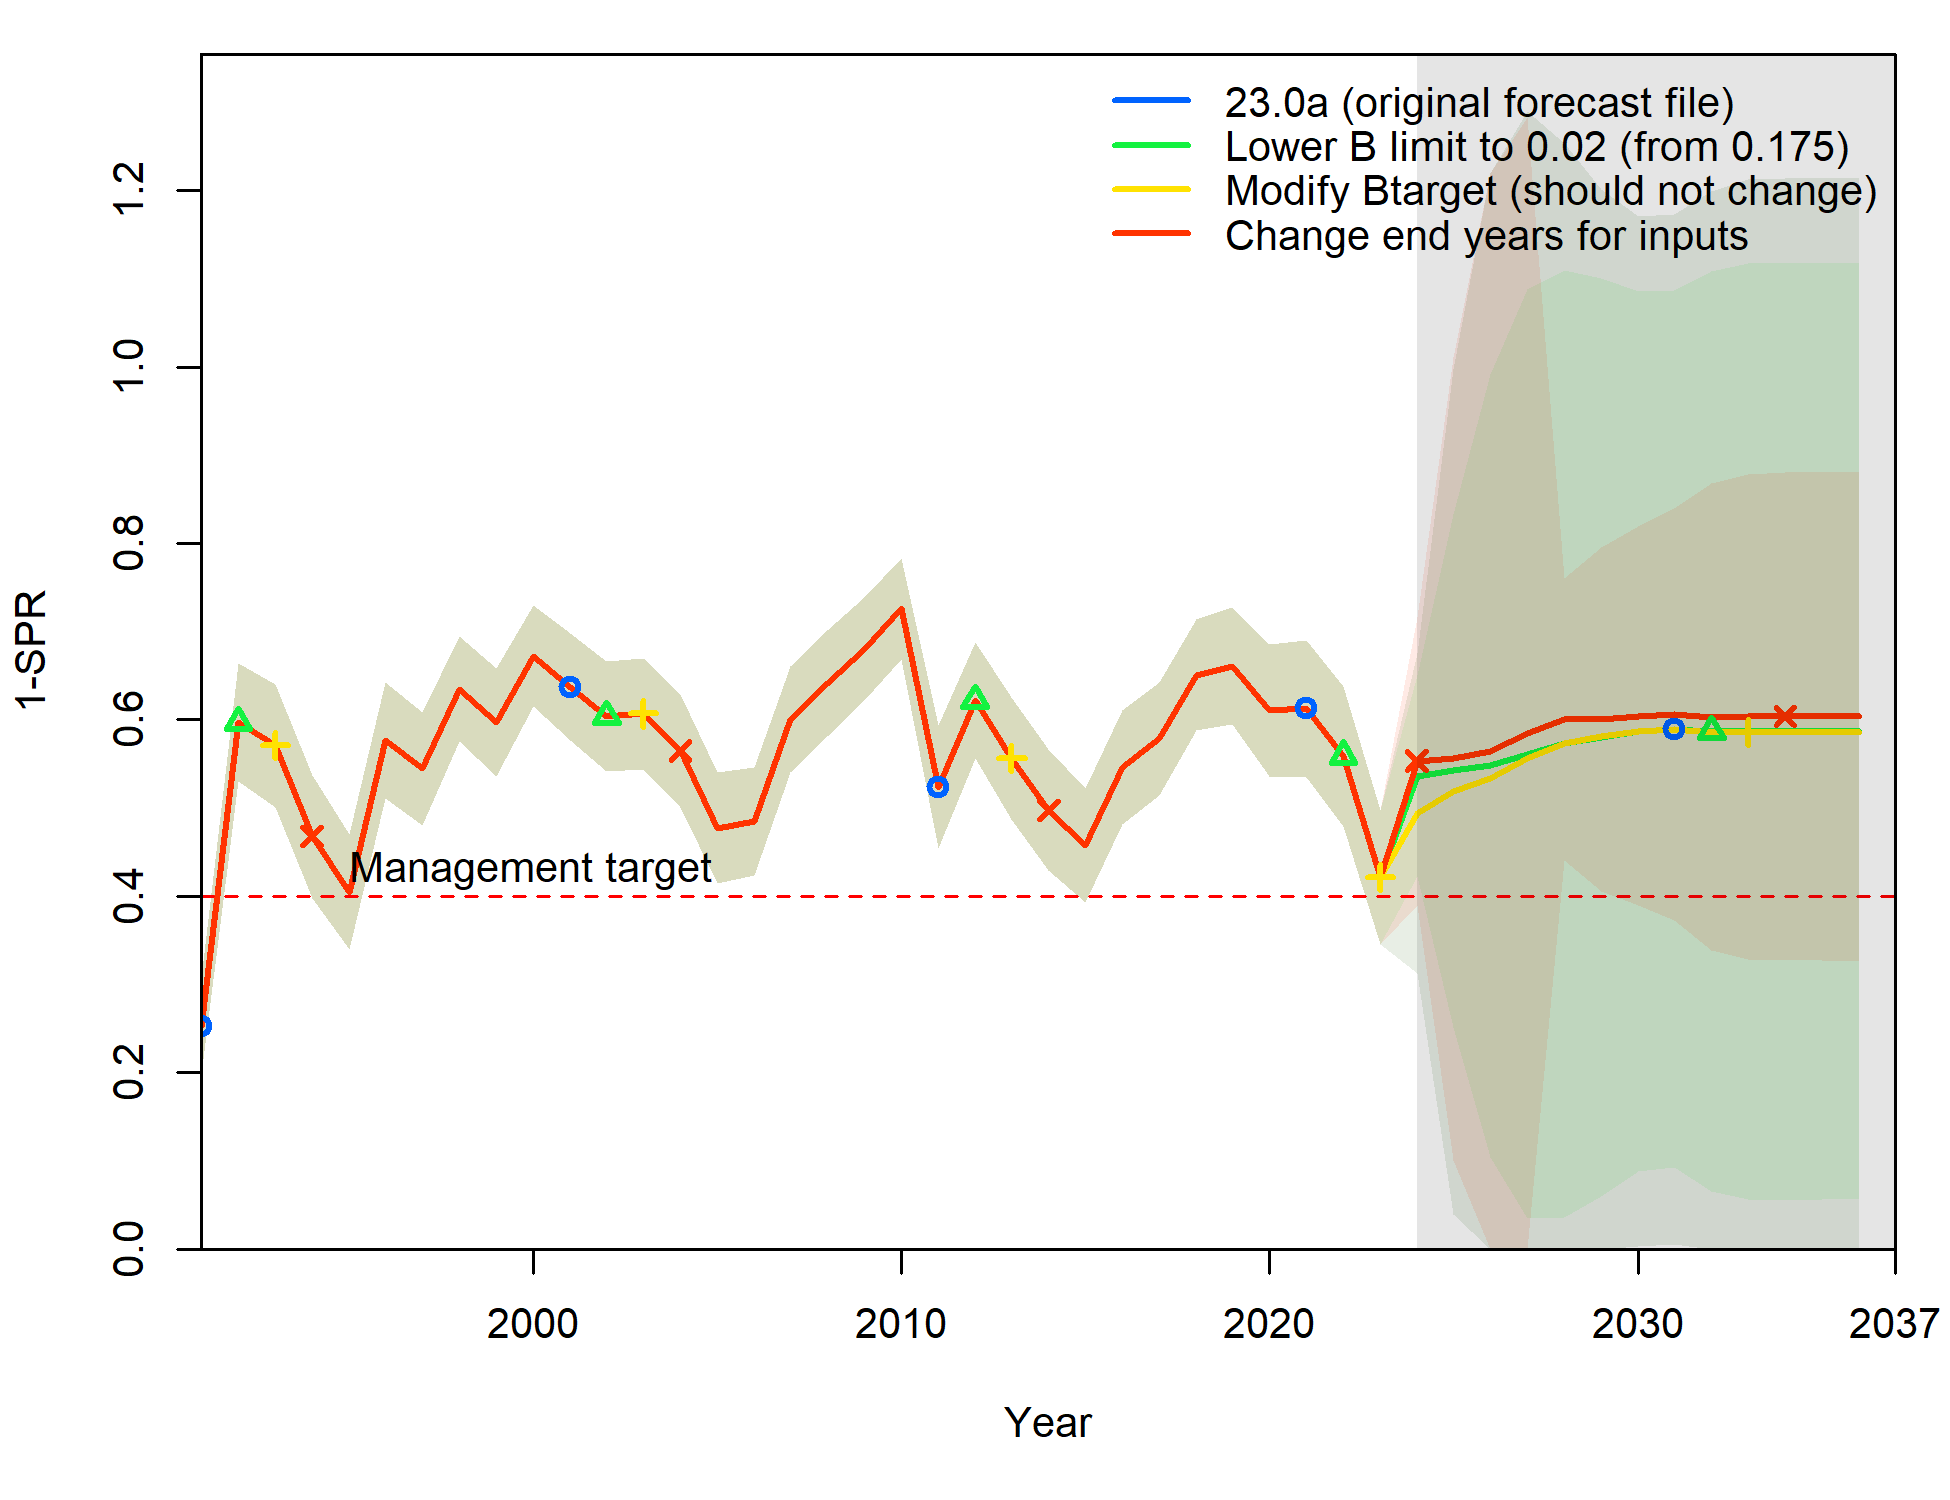 23.0a (original forecast file)
Lower B limit to 0.02 (from 0.175)
Modify Btarget (should not change)
Change end years for inputs
1.2
1.0
0.8
0.6
0.4
0.2
0.0
1-SPR
Management target
2000 2010 2020 2030 2037
Year